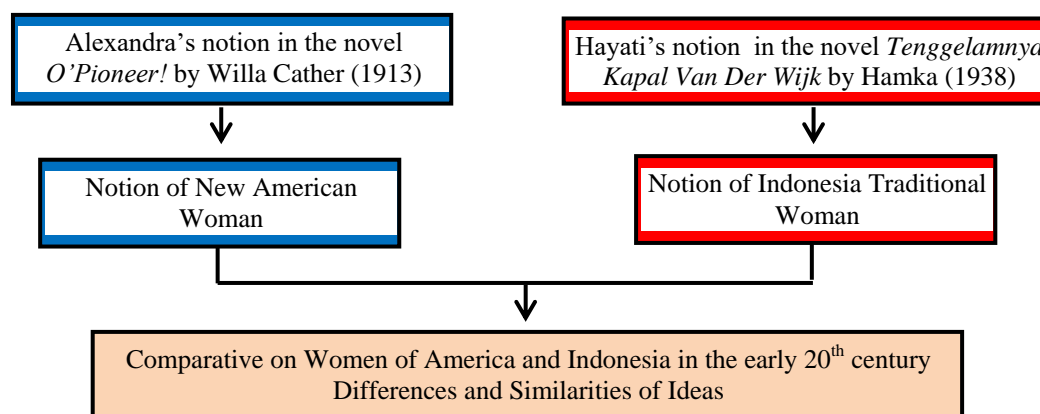 Alexandra's notion in the novel
O'Pioneer! by Willa Cather (1913)
Hayati's notion in the novel Tenggelamnya
Kapal Van Der Wijk by Hamka (1938)
Notion of New American
Woman
Notion of Indonesia Traditional
Woman
Comparative on Women of America and Indonesia in the early 20th century
Differences and Similarities of Ideas